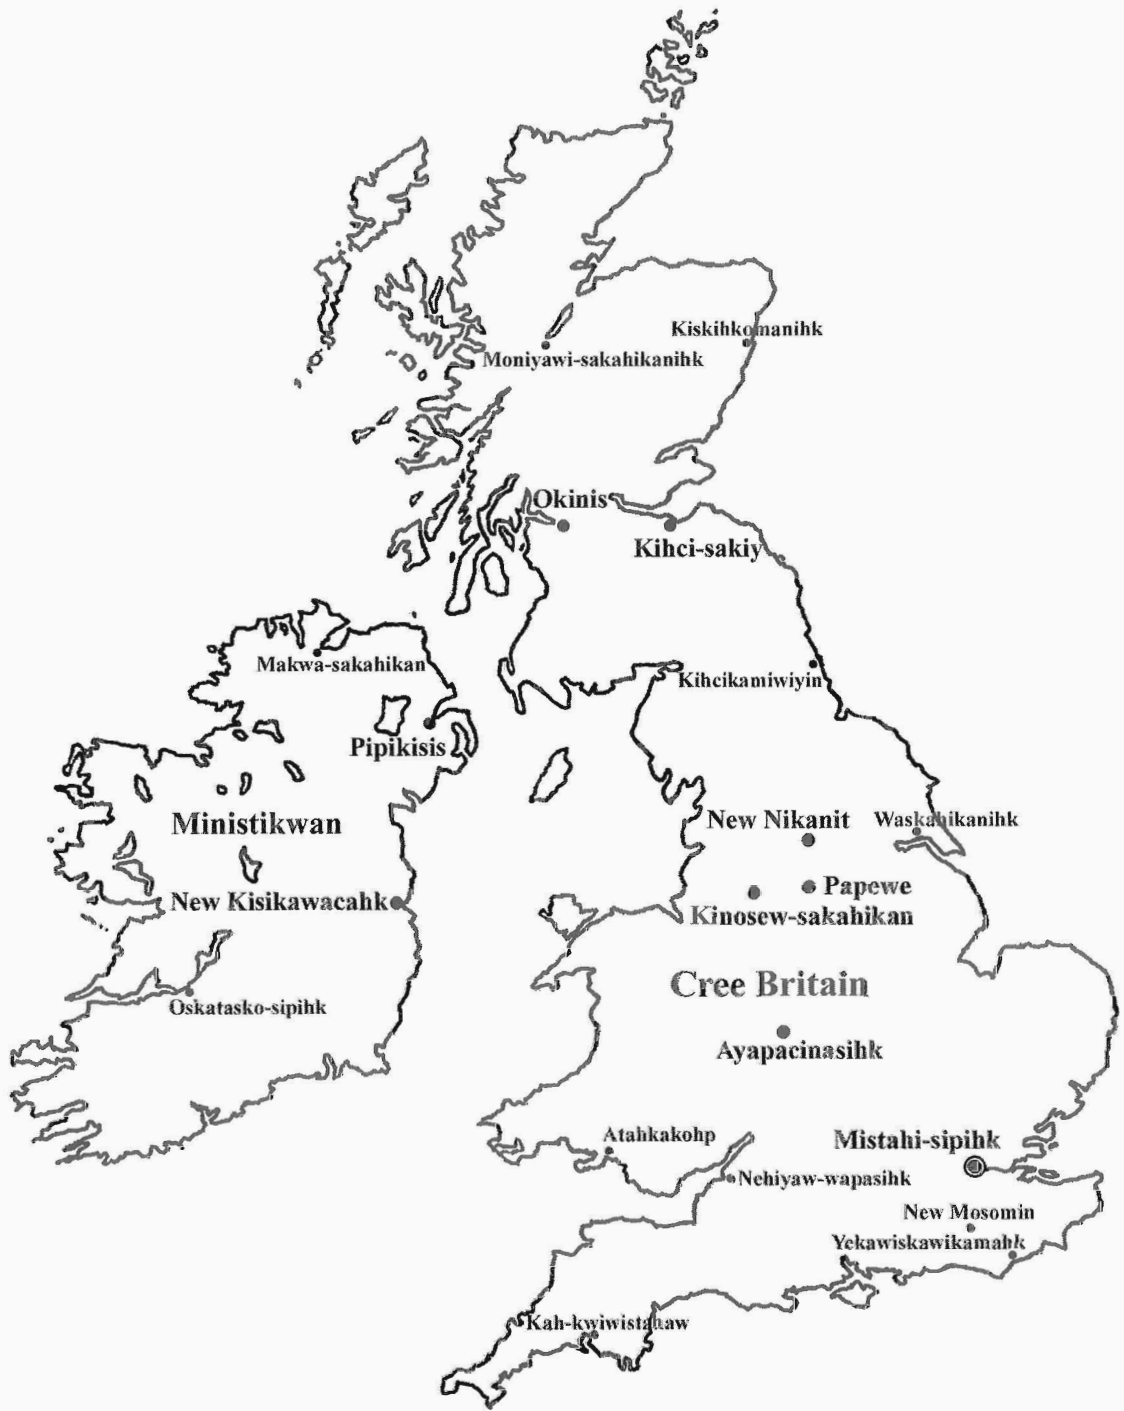 Kiskihkomanihk
Moniyawi-sakahikanihk
Okinis
Kihci-sakiy
Makwa-sakahikan
Kihcikamiwiyin
Pipikisis
Ministikwan
New Nikanit
Waskahikanihk
Papewe
New Kisikawacahk
Kinosew-sakahikan
Cree Britain
Oskatasko-sipihk
Ayapacinasihk
Atahkakohp
Mistahi-sipihk
Nehiyaw-wapasihk
New Mosomin
Yekawiskawikamahk
Kah-kwiwistahaw